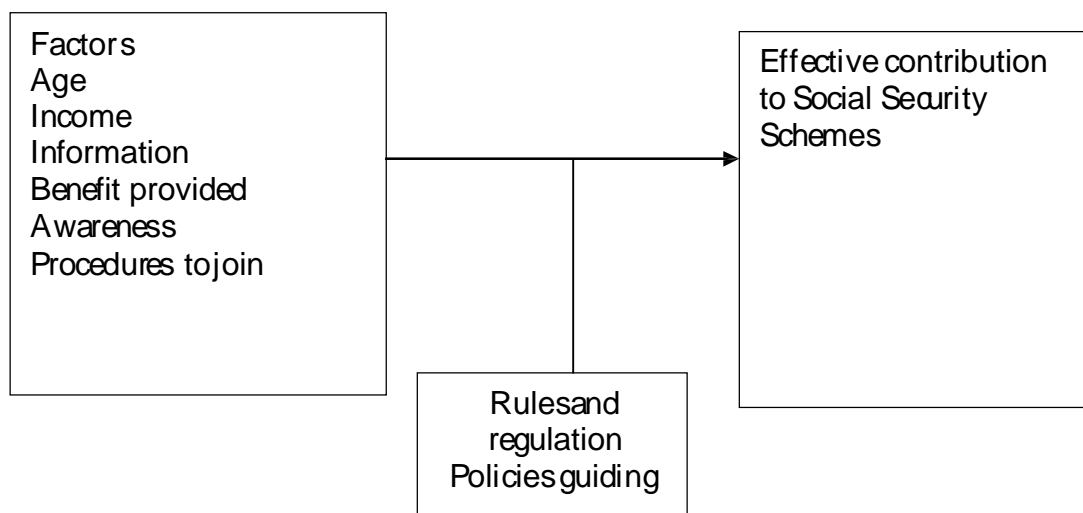 Factors
Age
Income
Information
Benefit provided
Awareness
Procedures to join
Effective contribution
to Social Security
Schemes
Rules and
regulation
Policies guiding